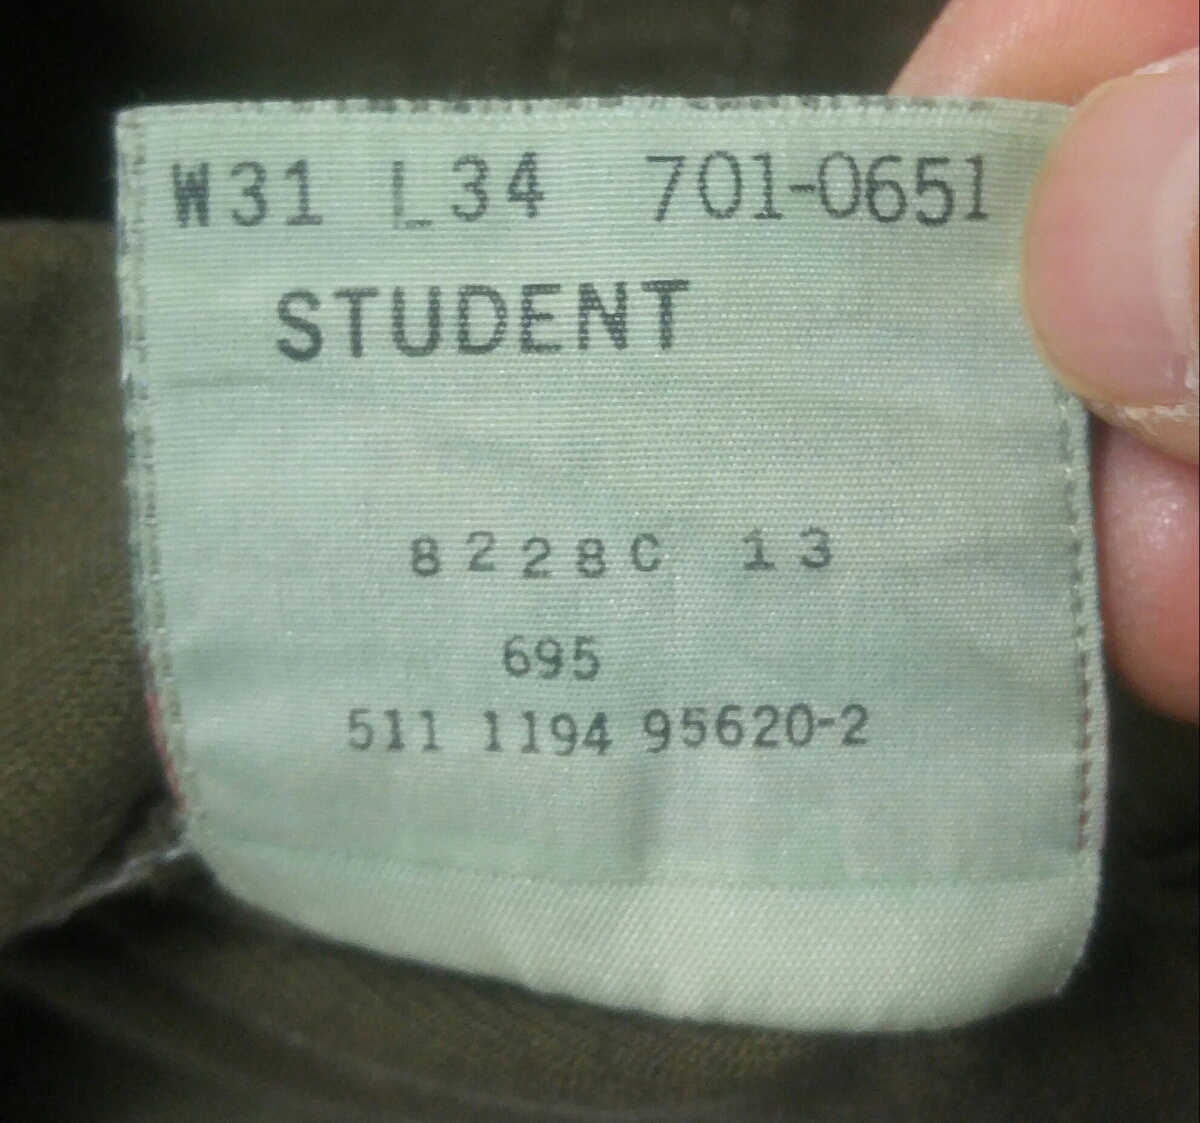 W31 L34 701-0651
STUDENT
8228C 13
695
511 1194 95620-2